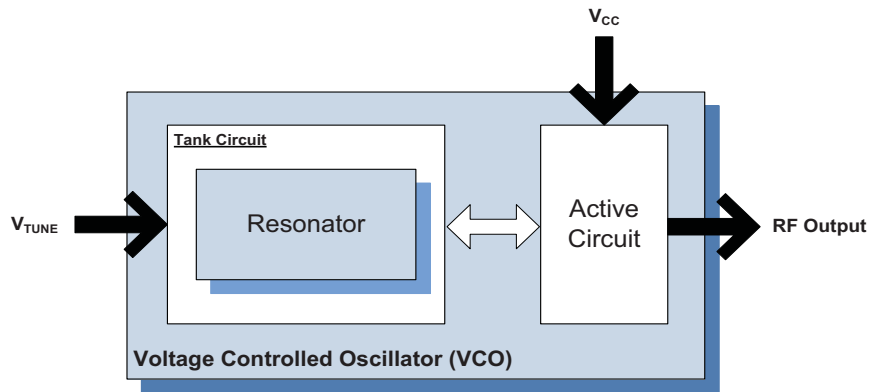 VCC
Tank Circuit
Resonator
VTUNE
Active
Circuit
RF Output
Voltage Controlled Oscillator (VCO)